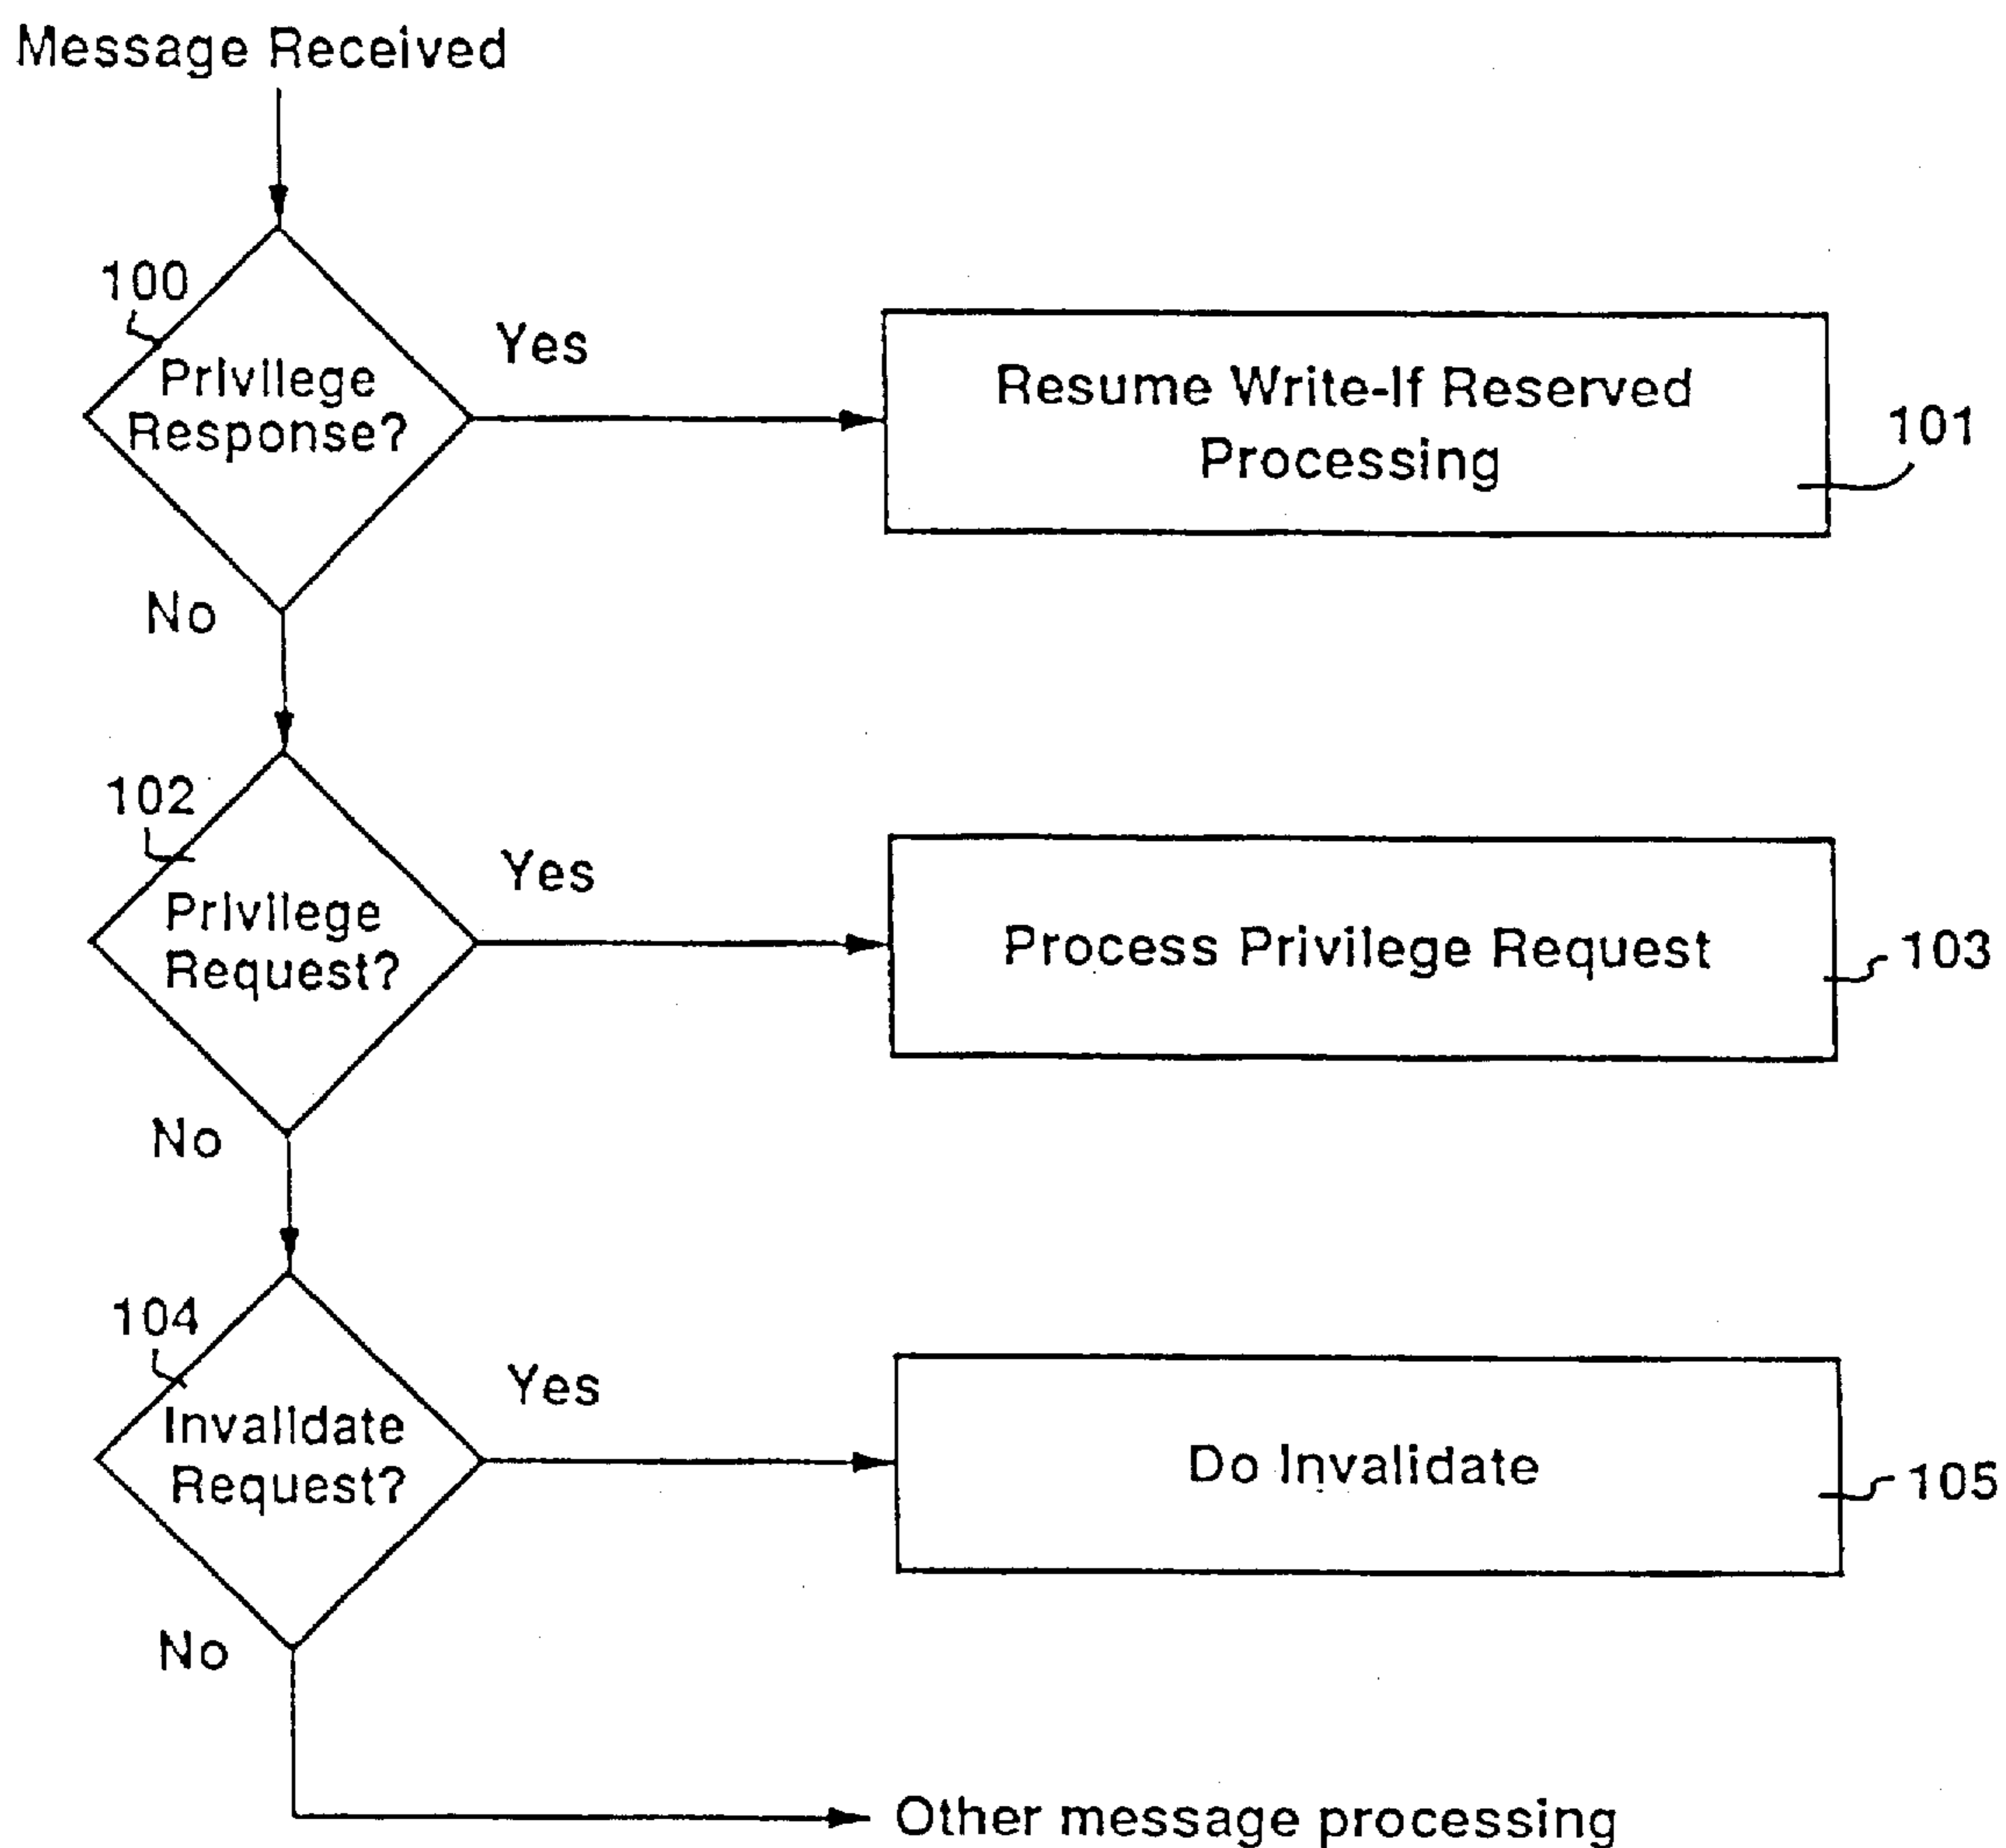 Message Received
100
Privilege
Response?
Yes
Resume Write-If Reserved
Processing
101
No
102
Privilege
Request?
Yes
Process Privilege Request
103
No
104
Invalidate
Request?
Yes
Do Invalidate
105
No
Other message processing